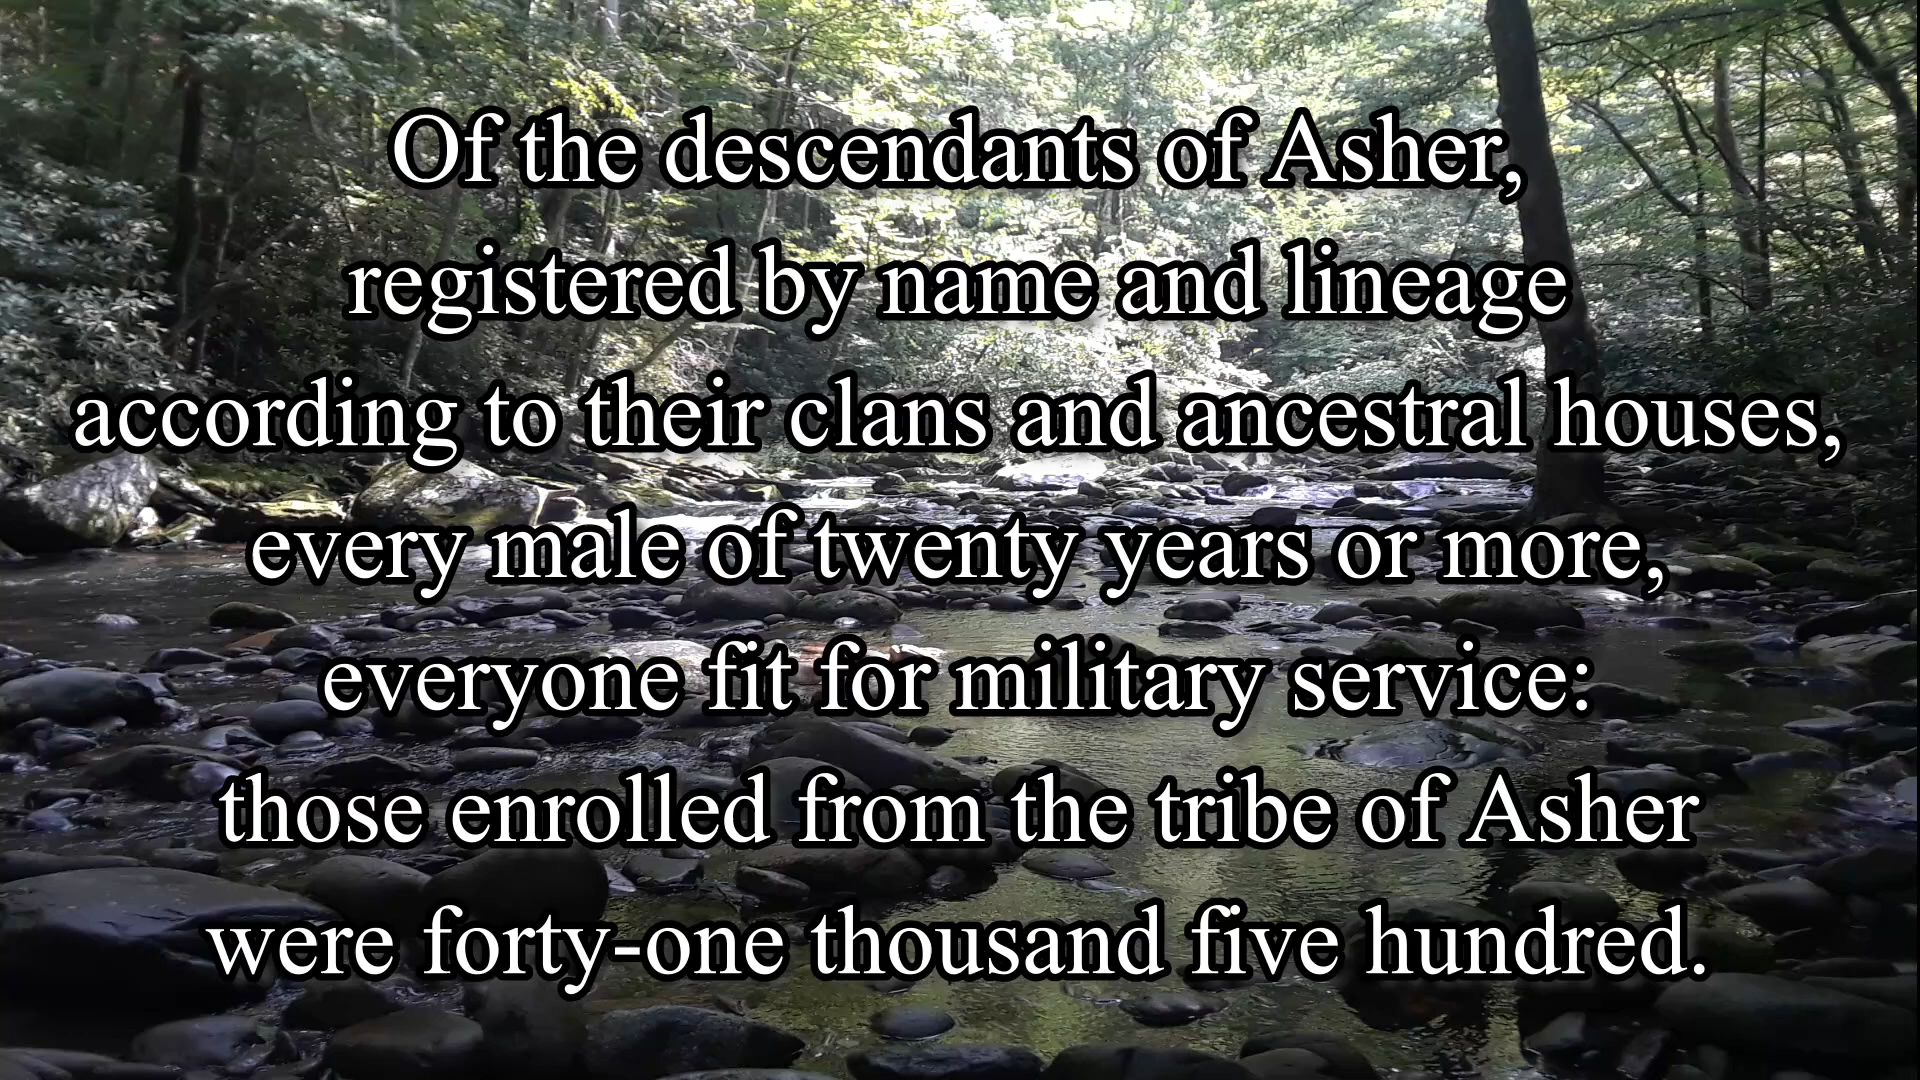 Of the descendants of Asher,
registered by name and lineage
according to their clans and ancestral houses,
every male of twenty years or more,
everyone fit for military service:
those enrolled from the tribe of Asher
were forty-one thousand five hundred.